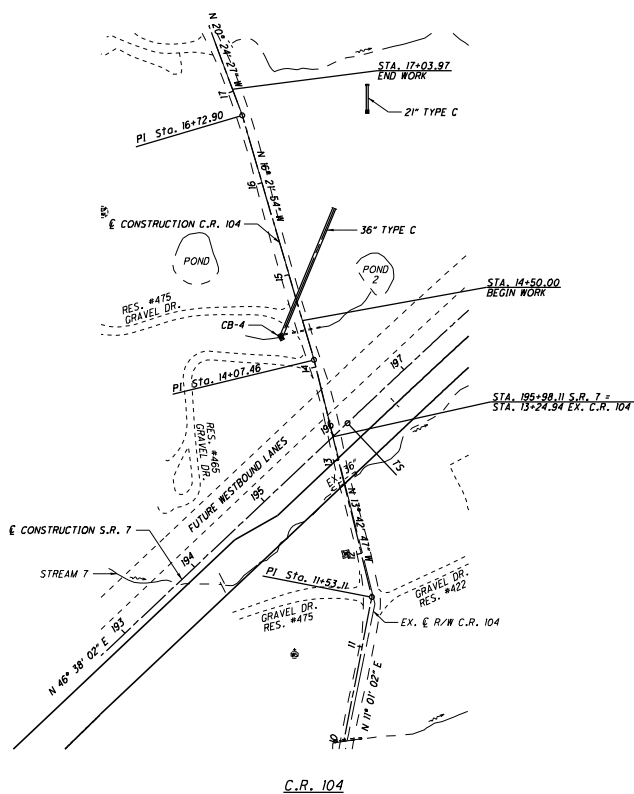 N 20° 24'-27" W
STA. 17+03.97
END WORK
17
21" TYPE C
PI Sta. 16+72.90
N 16° 21'-54" W
16
℄ CONSTRUCTION C.R. 104
36" TYPE C
POND
POND
2
15
STA. 14+50.00
BEGIN WORK
RES. #475
GRAVEL DR.
CB-4
14
197
PI Sta. 14+07.46
STA. 195+98.11 S.R. 7 =
STA. 13+24.94 EX. C.R. 104
196
RES. #465
GRAVEL DR.
FUTURE WESTBOUND LANES
13
EX. 36"
TS
195
N 13°-42'-47" W
℄ CONSTRUCTION S.R. 7
194
12
STREAM 7
PI Sta. 11+53.11
GRAVEL DR.
RES. #422
GRAVEL DR.
RES. #475
EX. ℄ R/W C.R. 104
193
11
N 46° 38' 02" E
N 11° 01' 02" E
C.R. 104